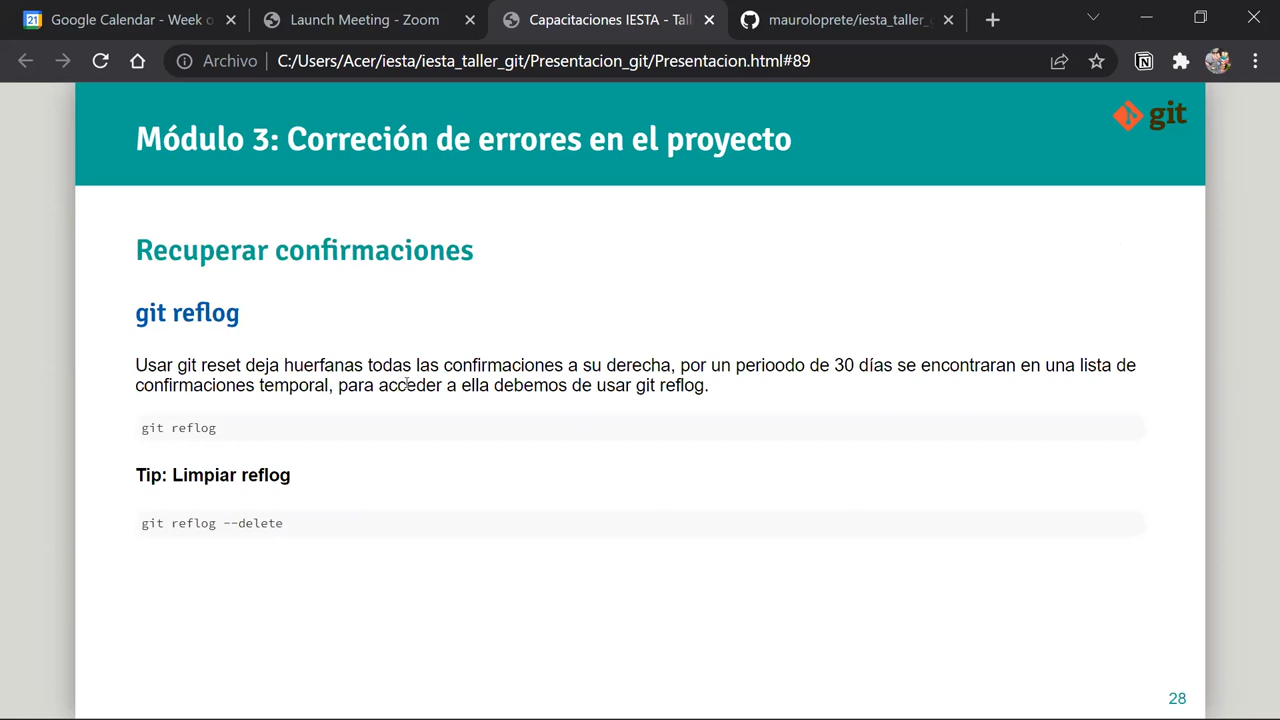 Google Calendar - Week o
Launch Meeting - Zoom
Capacitaciones IESTA - Tall
mauroloprete/iesta_taller_
Archivo
C:/Users/Acer/iesta/iesta_taller_git/Presentacion_git/Presentacion.html#89
Módulo 3: Correción de errores en el proyecto
git
Recuperar confirmaciones
git reflog
Usar git reset deja huerfanas todas las confirmaciones a su derecha, por un perioodo de 30 días se encontraran en una lista de
confirmaciones temporal, para acceder a ella debemos de usar git reflog.
git reflog
Tip: Limpiar reflog
git reflog --delete
28